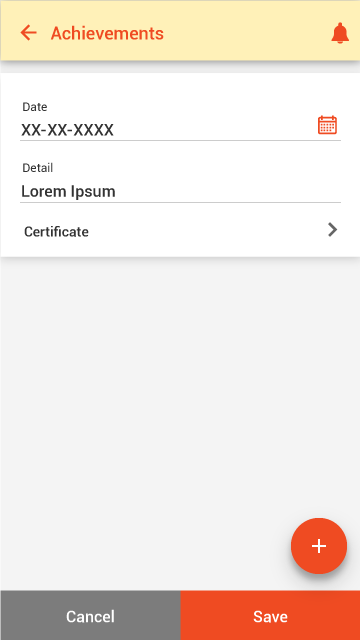 Achievements
Date
XX-XX-XXXX
Detail
Lorem Ipsum
Certificate
Cancel
Save